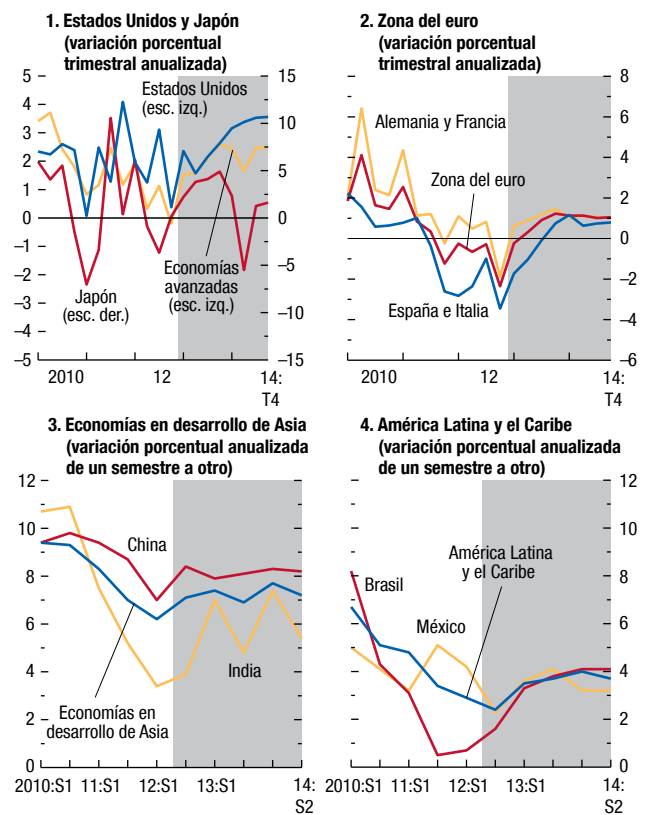 1. Estados Unidos y Japón
(variación porcentual
trimestral anualizada)
5
4
3
2
1
0
–1
–2
–3
–4
–5
15
10
5
0
–5
–10
–15
Estados Unidos
(esc. izq.)
Japón
(esc. der.)
Economías
avanzadas
(esc. izq.)
2010
12
14:
T4
2. Zona del euro
(variación porcentual
trimestral anualizada)
8
6
4
2
0
–2
–4
–6
Alemania y Francia
Zona del euro
España e Italia
2010
12
14:
T4
3. Economías en desarrollo de Asia
(variación porcentual anualizada
de un semestre a otro)
12
10
8
6
4
2
0
China
India
Economías en
desarrollo de Asia
2010:S1 11:S1 12:S1 13:S1 14:
S2
4. América Latina y el Caribe
(variación porcentual anualizada
de un semestre a otro)
12
10
8
6
4
2
0
América Latina
y el Caribe
Brasil
México
2010:S1 11:S1 12:S1 13:S1 14:
S2